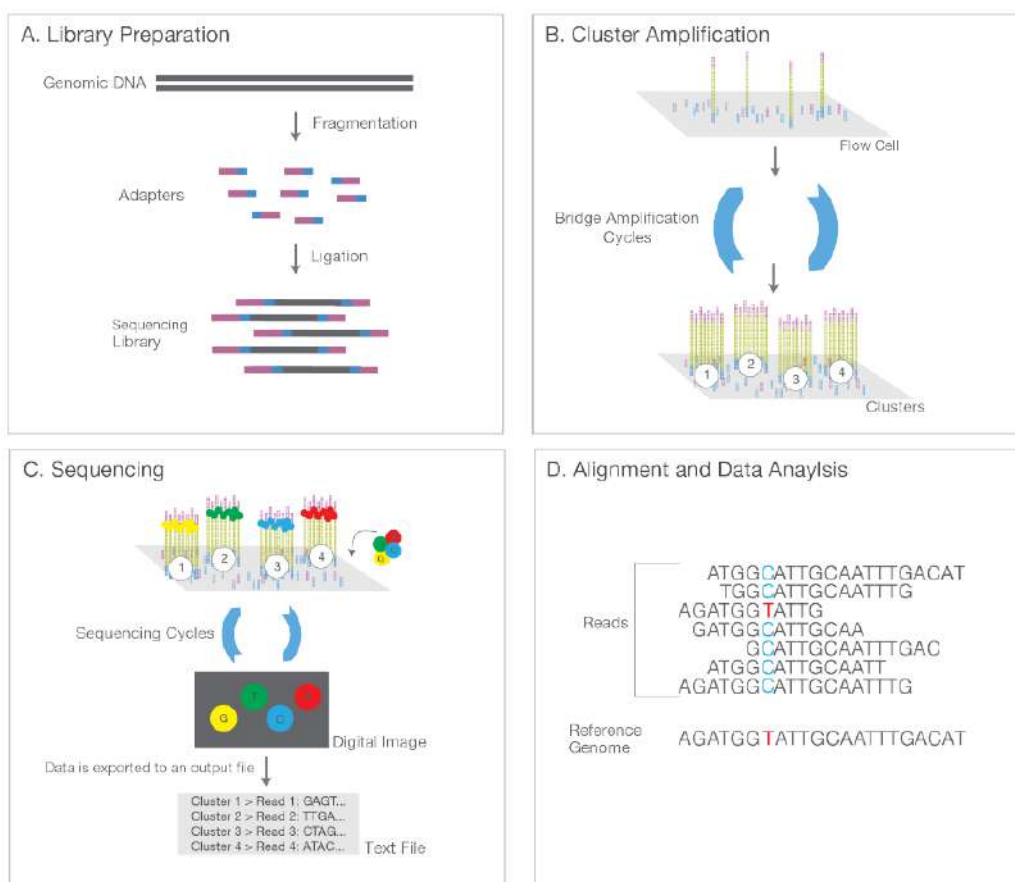 A. Library Preparation
Genomic DNA
Fragmentation
Adapters
Ligation
Sequencing
Library
B. Cluster Amplification
Flow Cell
Bridge Amplification
Cycles
1
2
3
4
Clusters
C. Sequencing
1
2
3
4
G
Sequencing Cycles
T
G
C
Digital Image
Data is exported to an output file
Cluster 1 > Read 1: GAGT...
Cluster 2 > Read 2: TTGA...
Cluster 3 > Read 3: CTAG...
Cluster 4 > Read 4: ATAC...
Text File
D. Alignment and Data Anaylsis
ATGGCATTGCAATTTGACAT
TGGCATTGCAATTTG
AGATGGTATTG
Reads
GATGGCATTGCAA
GCATTGCAATTTGAC
ATGGCATTGCAATT
AGATGGCATTGCAATTTG
Reference
Genome
AGATGGTATTGCAATTTGACAT